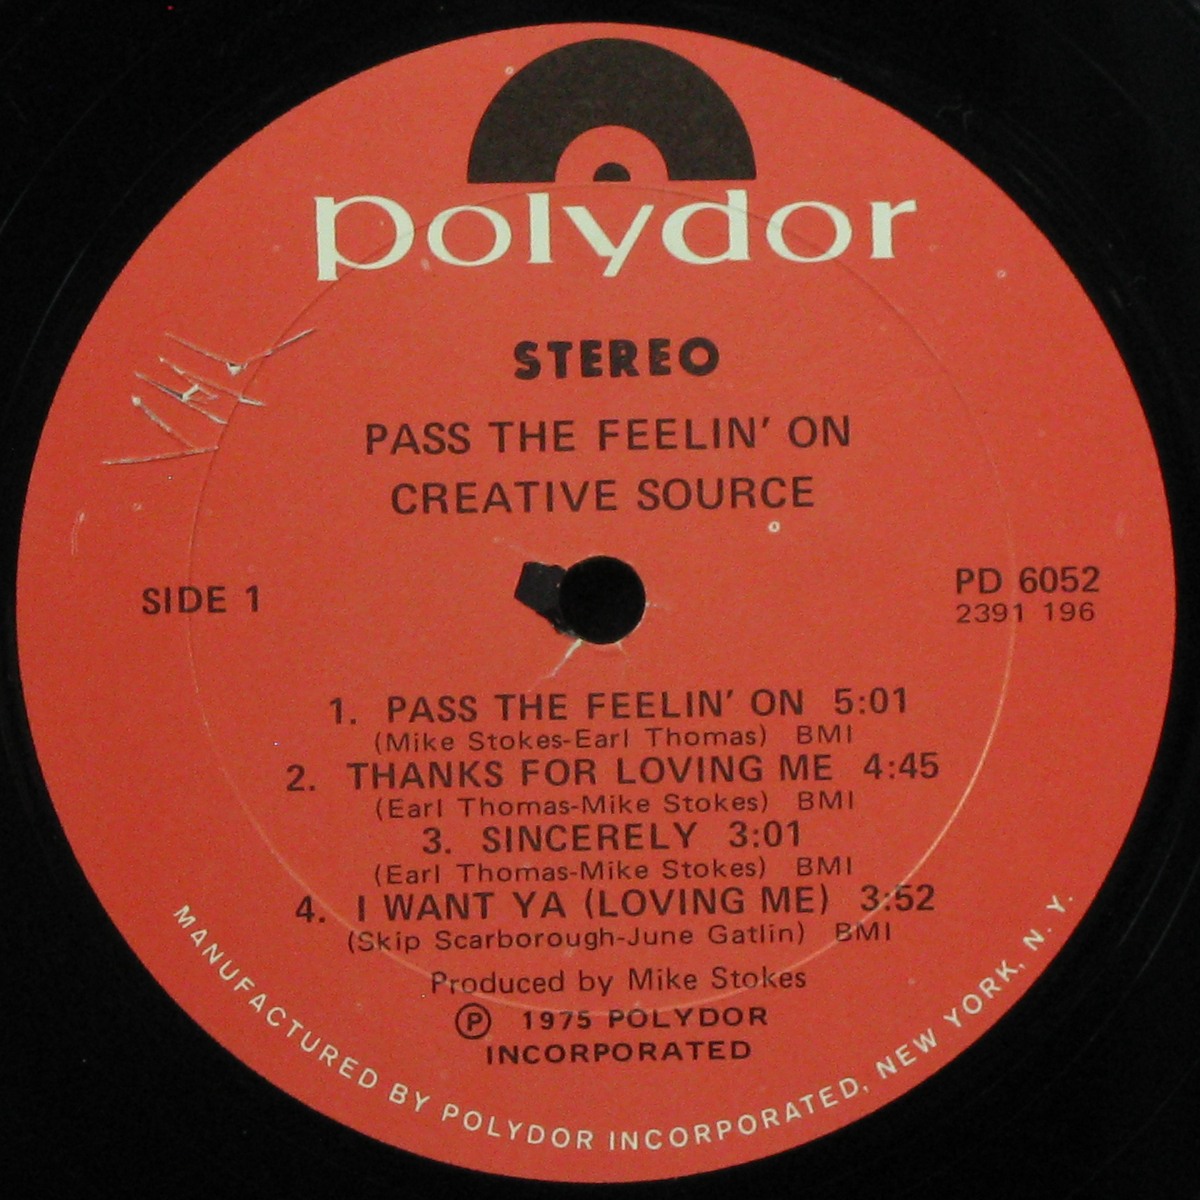 polydor
STEREO
PASS THE FEELIN' ON
CREATIVE SOURCE
SIDE 1
PD 6052
2391 196
1. PASS THE FEELIN' ON 5:01
(Mike Stokes-Earl Thomas) BMI
2. THANKS FOR LOVING ME 4:45
(Earl Thomas-Mike Stokes) BMI
3. SINCERELY 3:01
(Earl Thomas-Mike Stokes) BMI
4. I WANT YA (LOVING ME) 3:52
(Skip Scarborough-June Gatlin) BMI
Produced by Mike Stokes
Ⓟ 1975 POLYDOR
INCORPORATED
MANUFACTURED BY POLYDOR INCORPORATED, NEW YORK, N. Y.